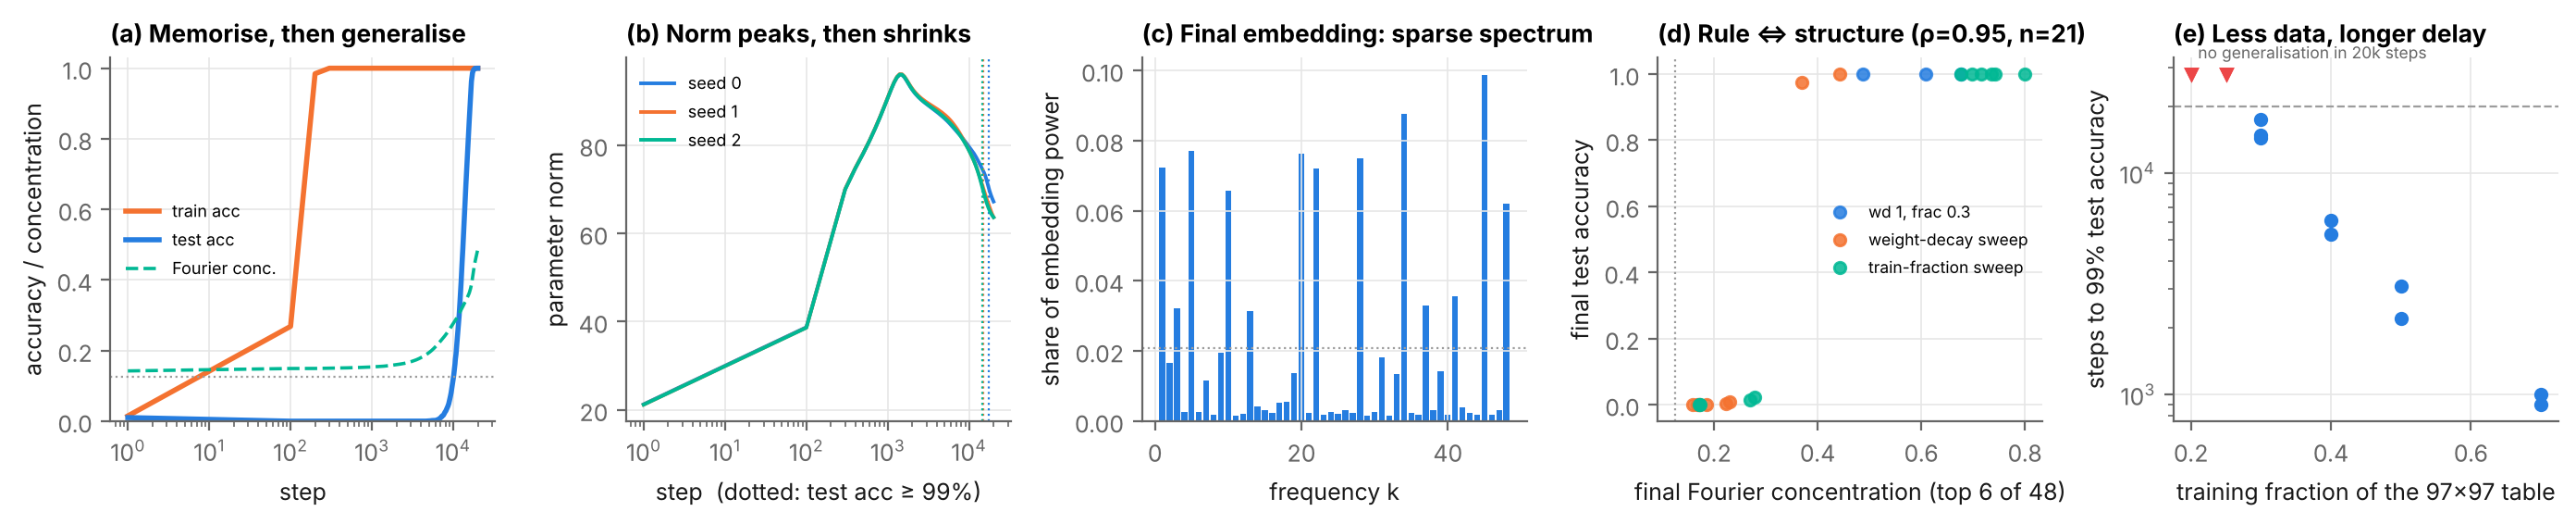 (a) Memorise, then generalise
accuracy / concentration
1.0
0.8
0.6
0.4
0.2
0.0
train acc
test acc
Fourier conc.
10⁰
10¹
10²
10³
10⁴
step
(b) Norm peaks, then shrinks
parameter norm
80
60
40
20
seed 0
seed 1
seed 2
10⁰
10¹
10²
10³
10⁴
step (dotted: test acc ≥ 99%)
(c) Final embedding: sparse spectrum
share of embedding power
0.10
0.08
0.06
0.04
0.02
0.00
0
20
40
frequency k
(d) Rule ⇔ structure (ρ=0.95, n=21)
final test accuracy
1.0
0.8
0.6
0.4
0.2
0.0
wd 1, frac 0.3
weight-decay sweep
train-fraction sweep
0.2
0.4
0.6
0.8
final Fourier concentration (top 6 of 48)
(e) Less data, longer delay
no generalisation in 20k steps
steps to 99% test accuracy
10⁴
10³
0.2
0.4
0.6
training fraction of the 97×97 table